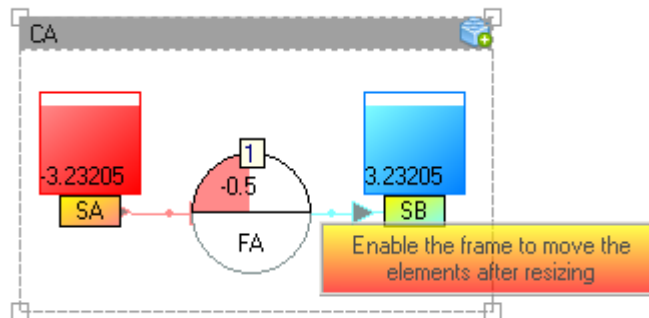 CA
-3.23205
1
-0.5
3.23205
SA
FA
SB
Enable the frame to move the
elements after resizing